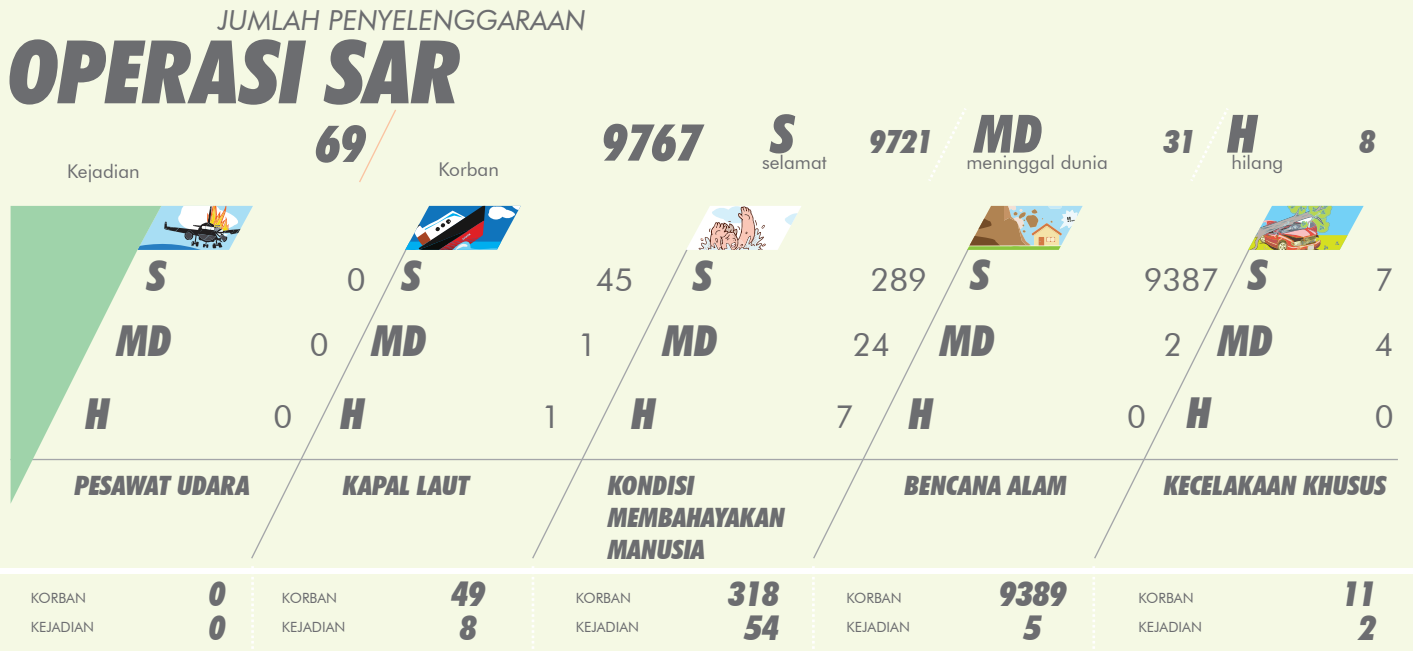 JUMLAH PENYELENGGARAAN
OPERASI SAR
69 9767 S 9721 MD 31 H 8
Kejadian Korban selamat meninggal dunia hilang
S 0 S 45 S 289 S 9387 S 7
MD 0 MD 1 MD 24 MD 2 MD 4
H 0 H 1 H 7 H 0 H 0
PESAWAT UDARA KAPAL LAUT KONDISI BENCANA ALAM KECELAKAAN KHUSUS
MEMBAHAYAKAN
MANUSIA
KORBAN 0 KORBAN 49 KORBAN 318 KORBAN 9389 KORBAN 11
KEJADIAN 0 KEJADIAN 8 KEJADIAN 54 KEJADIAN 5 KEJADIAN 2